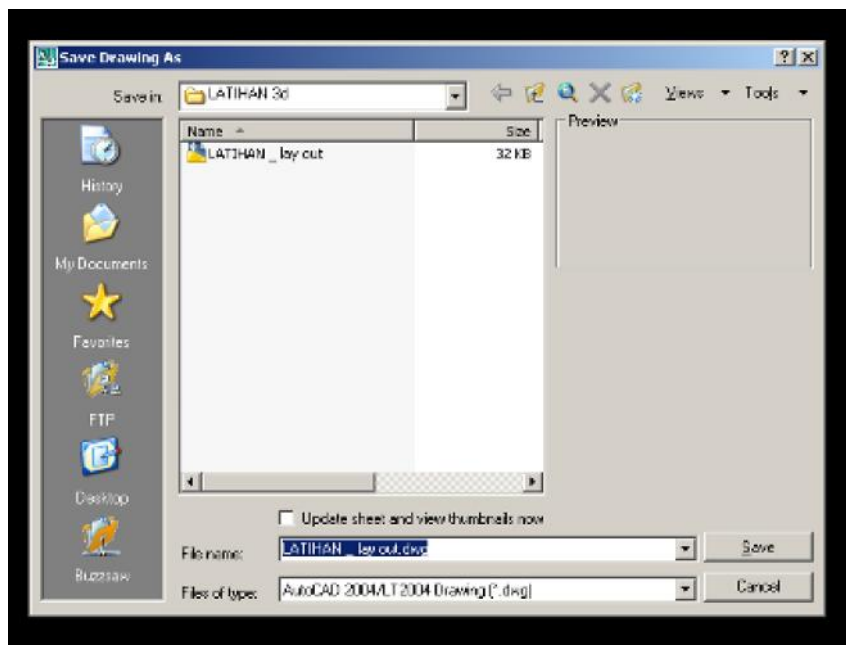 Save Drawing As
Save in:
LATIHAN 3d
Views
Tools
Name
Size
Preview
LATIHAN _ lay out
32 KB
History
My Documents
Favorites
FTP
Desktop
Buzzsaw
Update sheet and view thumbnails now
File name:
LATIHAN _ lay out.dwg
Save
Files of type:
AutoCAD 2004/LT2004 Drawing (*.dwg)
Cancel